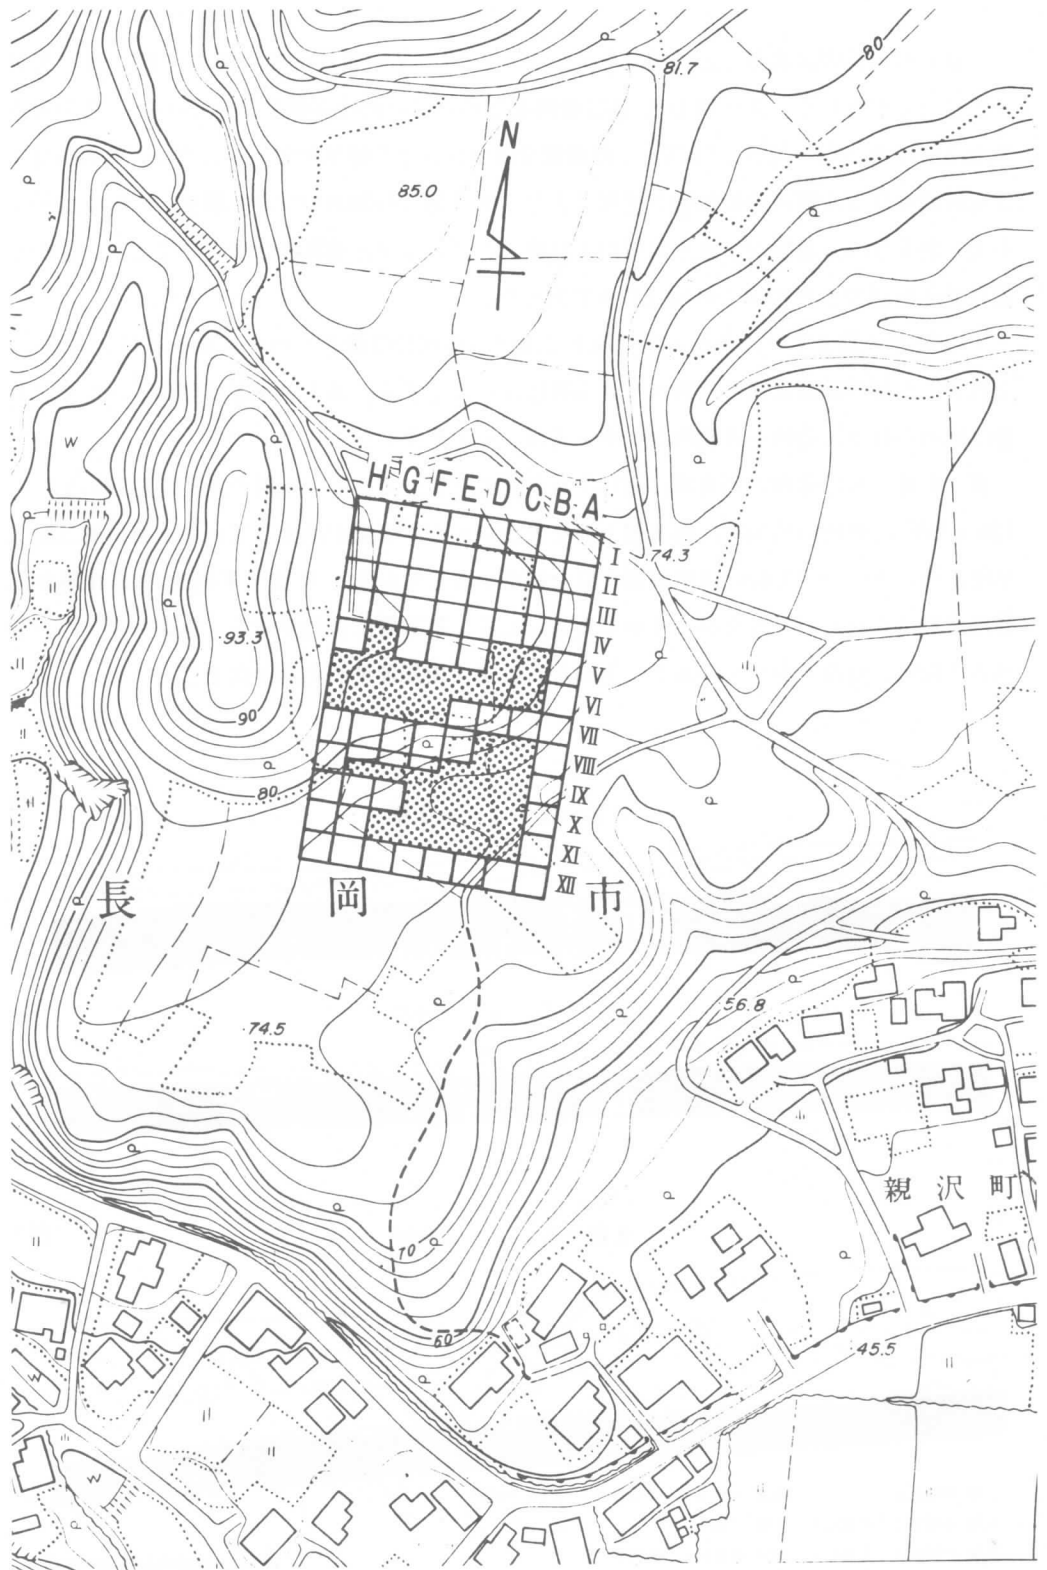 80
81.7
N
85.0
W
H G F E D C B A
I
74.3
II
III
93.3
IV
V
VI
90
VII
VIII
80
IX
X
XI
XII
長岡市
56.8
74.5
親沢町
70
60
45.5
W
W